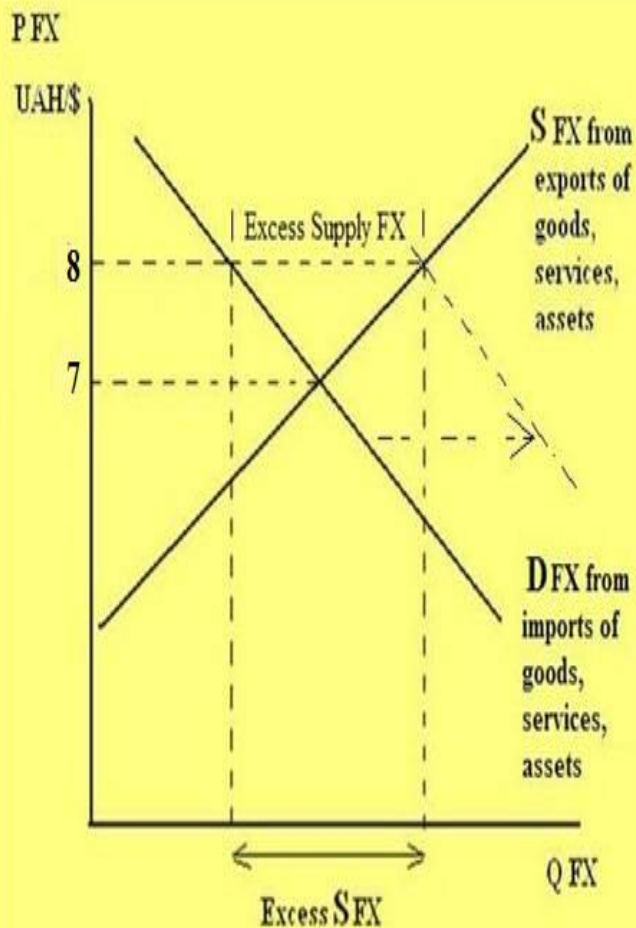 P FX
UAH/$
S FX from
exports of
goods,
services,
assets
Excess Supply FX
8
7
D FX from
imports of
goods,
services,
assets
Q FX
Excess S FX